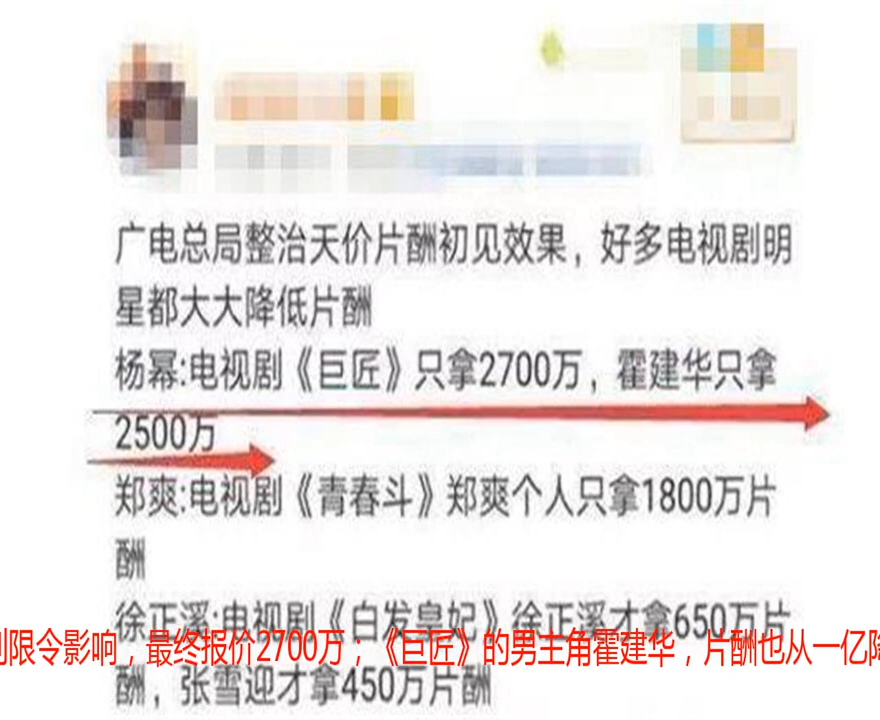 广电总局整治天价片酬初见效果，好多电视剧明
星都大大降低片酬
杨幂:电视剧《巨匠》只拿2700万，霍建华只拿
2500万
郑爽:电视剧《青春斗》郑爽个人只拿1800万片
酬
徐正溪:电视剧《白发皇妃》徐正溪才拿650万片
限令影响，最终报价2700万；《巨匠》的男主角霍建华，片酬也从一亿降
酬，张雪迎才拿450万片酬